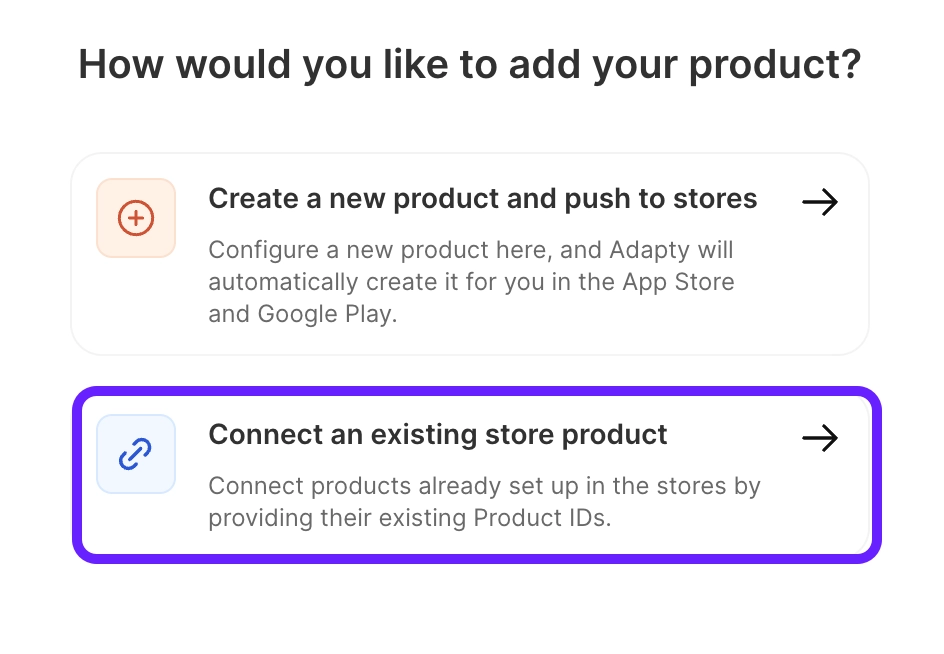 How would you like to add your product?
Create a new product and push to stores
Configure a new product here, and Adapty will
automatically create it for you in the App Store
and Google Play.
Connect an existing store product
Connect products already set up in the stores by
providing their existing Product IDs.